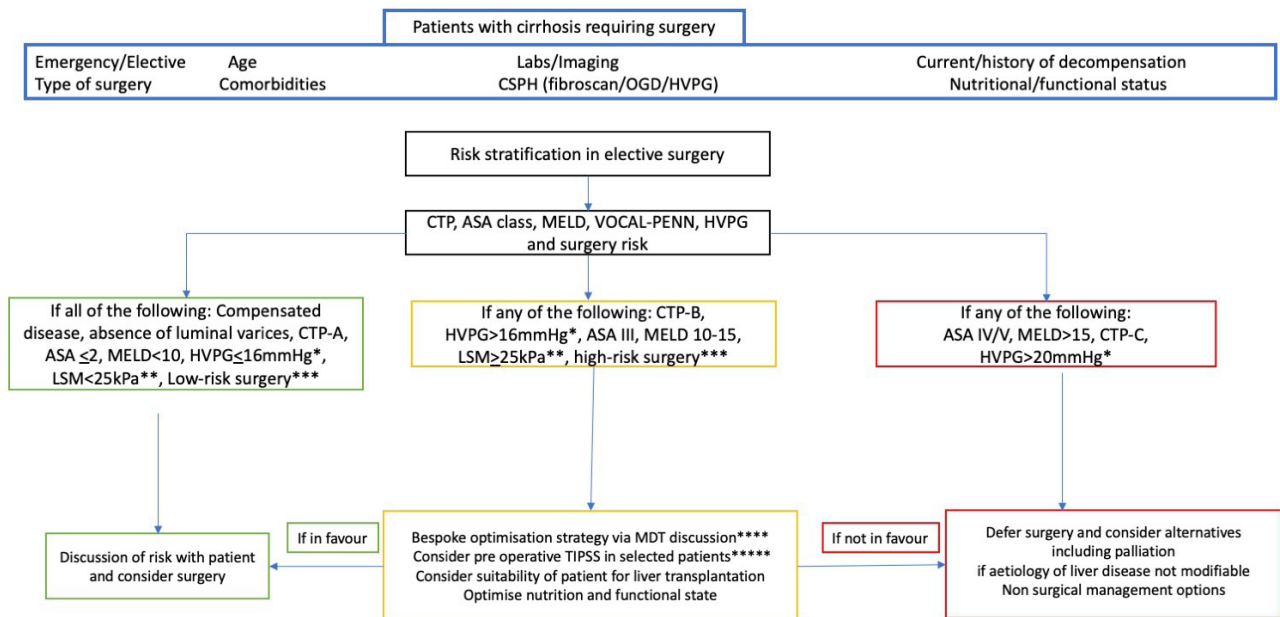 Patients with cirrhosis requiring surgery
Emergency/Elective Age Labs/Imaging Current/history of decompensation
Type of surgery Comorbidities CSPH (fibroscan/OGD/HVPG) Nutritional/functional status
Risk stratification in elective surgery
CTP, ASA class, MELD, VOCAL-PENN, HVPG
and surgery risk
If all of the following: Compensated
disease, absence of luminal varices, CTP-A,
ASA ≤2, MELD<10, HVPG≤16mmHg*,
LSM<25kPa**, Low-risk surgery***
If any of the following: CTP-B,
HVPG>16mmHg*, ASA III, MELD 10-15,
LSM≥25kPa**, high-risk surgery***
If any of the following:
ASA IV/V, MELD>15, CTP-C,
HVPG>20mmHg*
Discussion of risk with patient
and consider surgery
If in favour
Bespoke optimisation strategy via MDT discussion****
Consider pre operative TIPSS in selected patients*****
Consider suitability of patient for liver transplantation
Optimise nutrition and functional state
If not in favour
Defer surgery and consider alternatives
including palliation
if aetiology of liver disease not modifiable
Non surgical management options